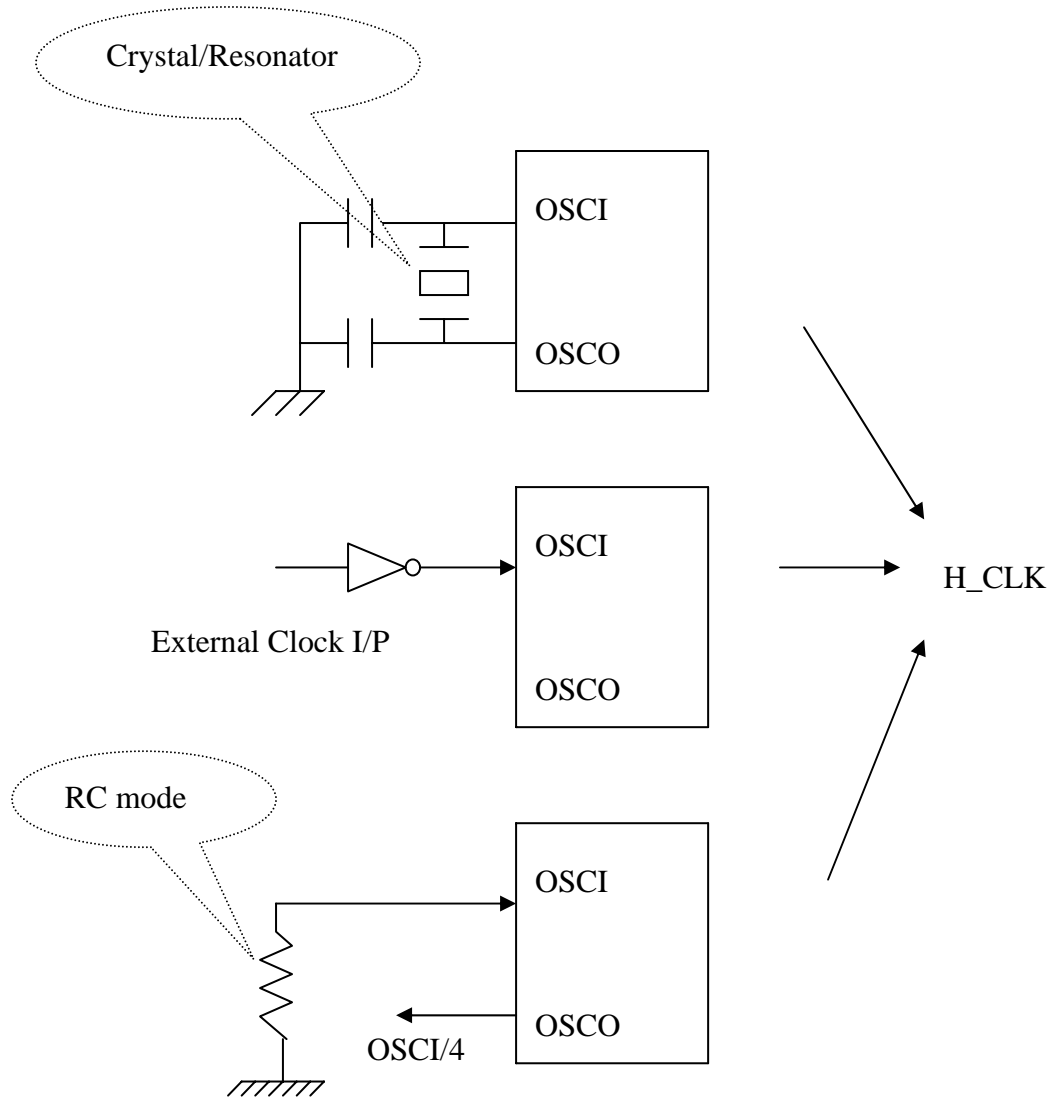 Crystal/Resonator
OSCI
OSCO
OSCI
H_CLK
External Clock I/P
OSCO
RC mode
OSCI
OSCO
OSCI/4